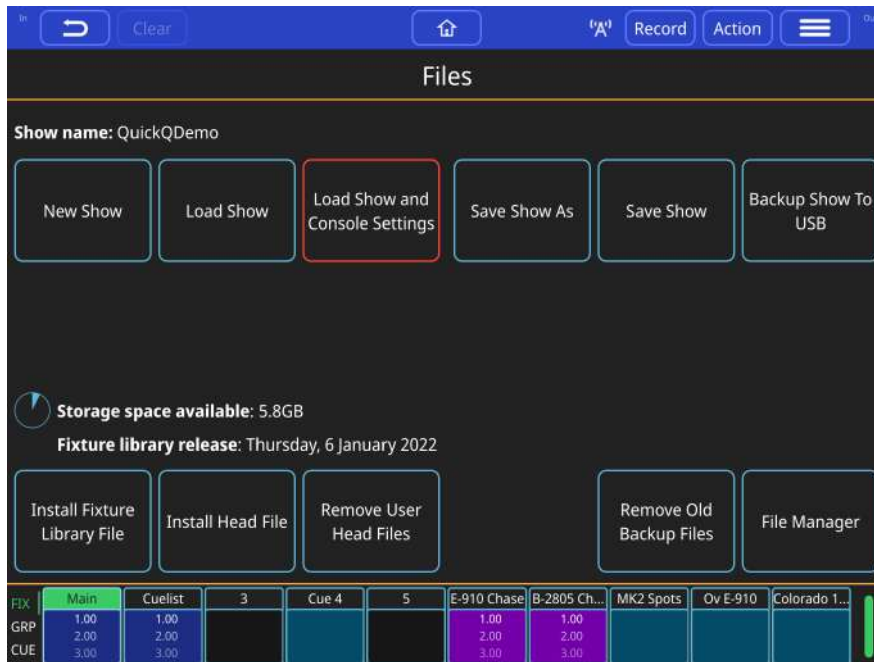 In
Clear
Record
Action
Files
Show name: QuickQDemo
New Show
Load Show
Load Show and
Console Settings
Save Show As
Save Show
Backup Show To
USB
Storage space available: 5.8GB
Fixture library release: Thursday, 6 January 2022
Install Fixture
Library File
Install Head File
Remove User
Head Files
Remove Old
Backup Files
File Manager
FIX
GRP
CUE
Main
1.00
2.00
3.00
Cuelist
1.00
2.00
3.00
3
Cue 4
5
E-910 Chase
1.00
2.00
3.00
B-2805 Ch...
1.00
2.00
3.00
MK2 Spots
Ov E-910
Colorado 1...